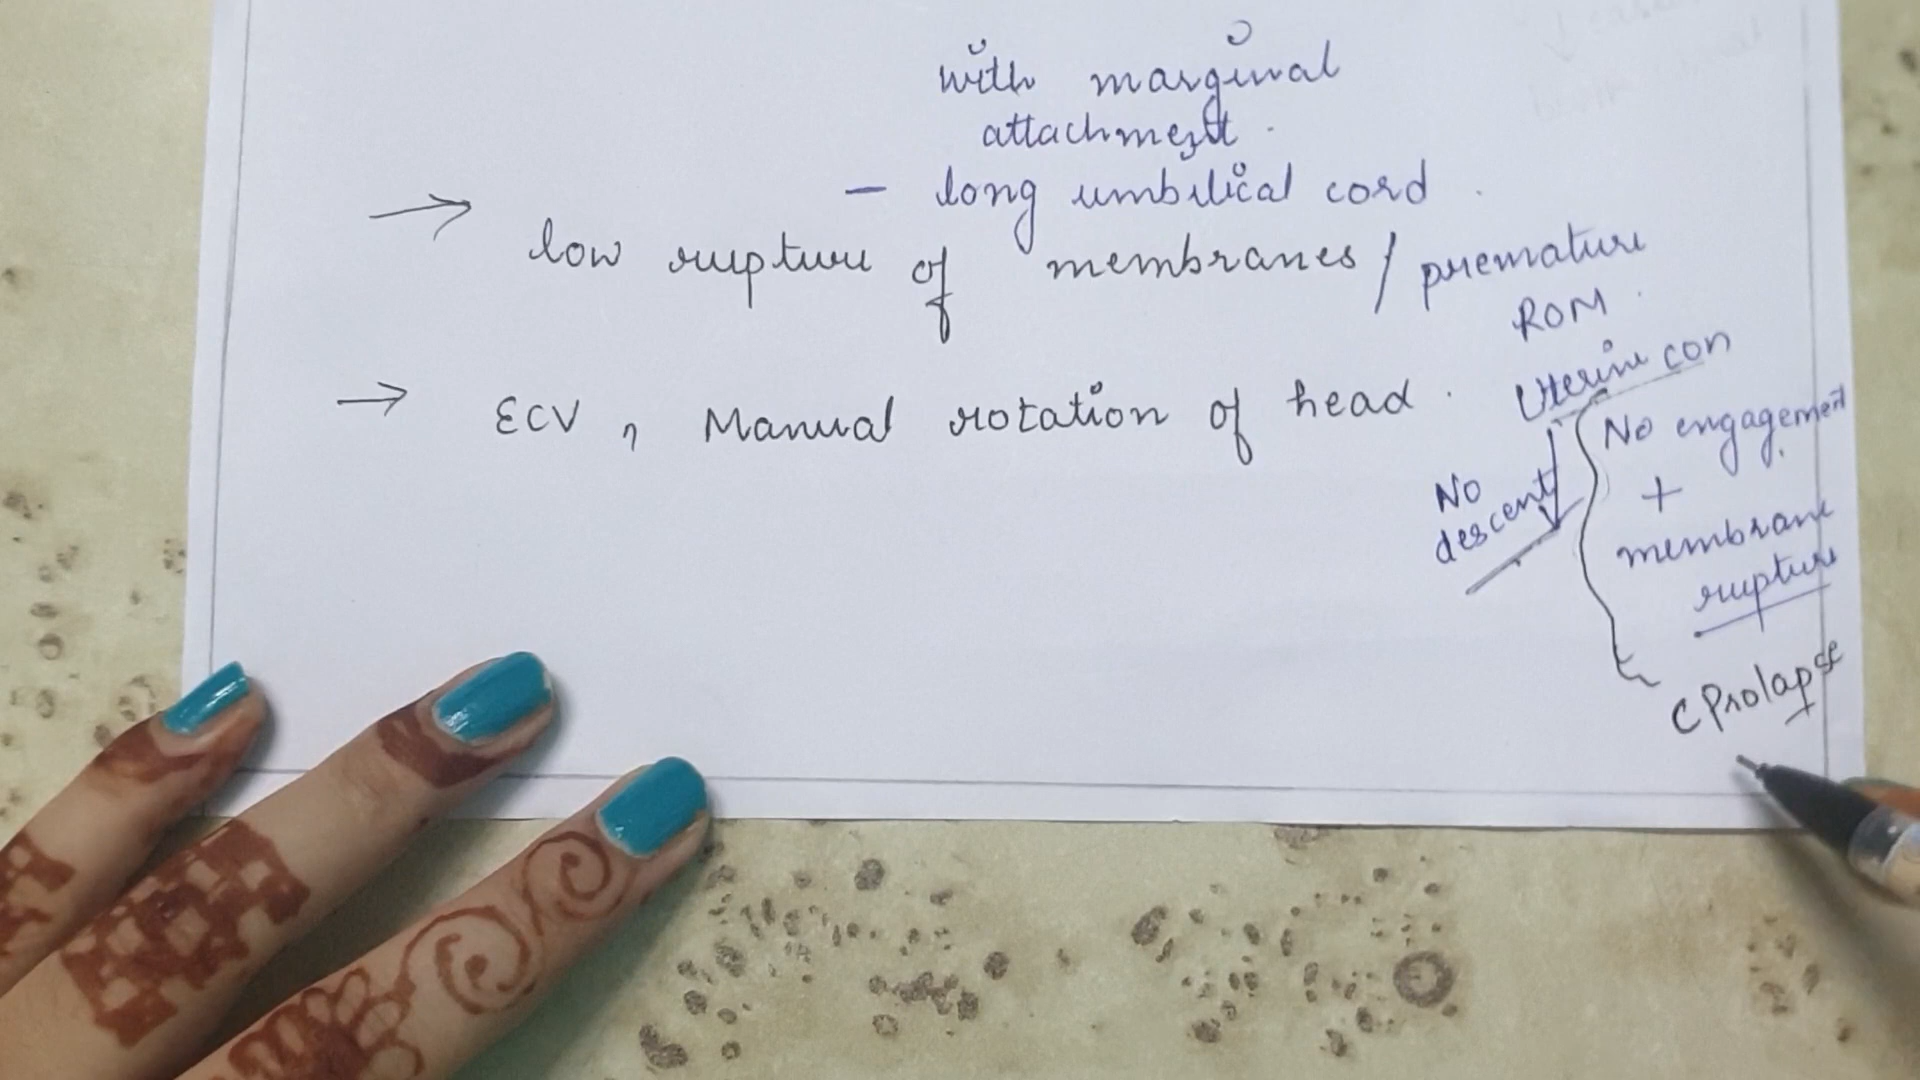 with marginal
attachment.
- long umbilical cord.
→ low rupture of membranes / premature
ROM.
→ ECV, Manual rotation of head.
Uterine con
No
descent
No engagement
+
membrane
rupture
C Prolapse